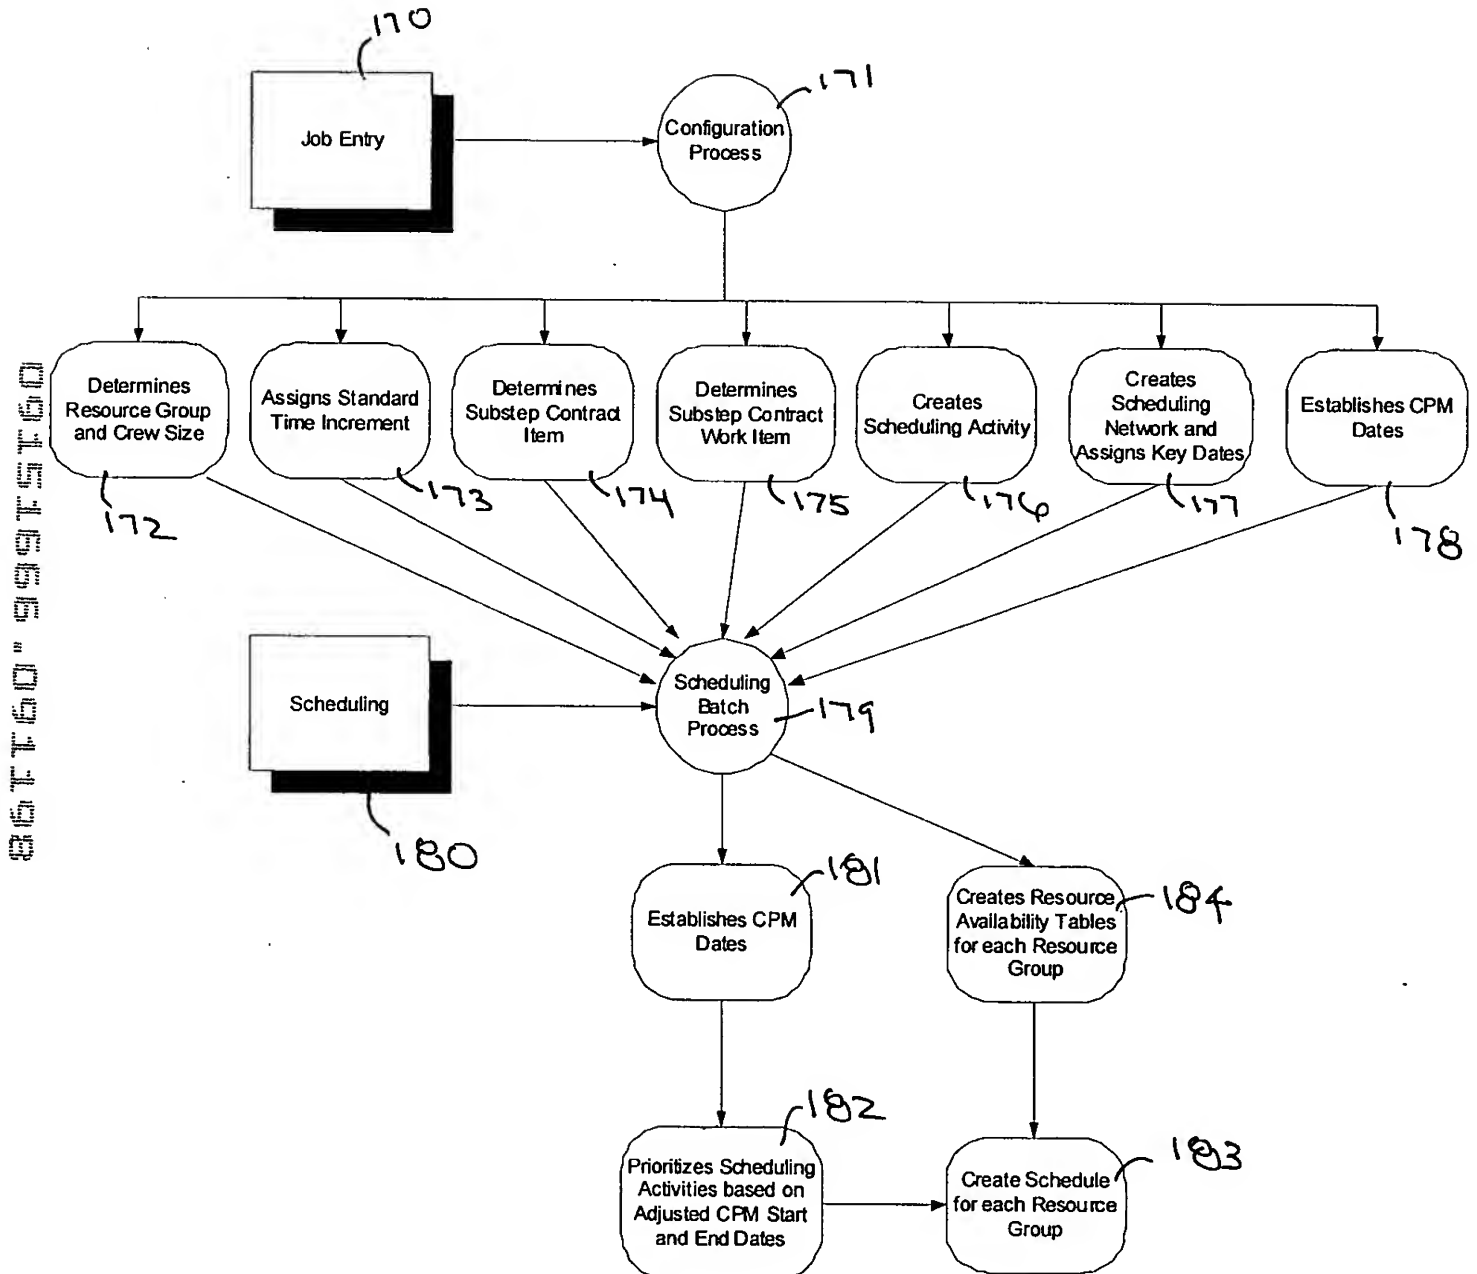 170
171
Job Entry
Configuration
Process
Determines
Resource Group
and Crew Size
Assigns Standard
Time Increment
Determines
Substep Contract
Item
Determines
Substep Contract
Work Item
Creates
Scheduling Activity
Creates
Scheduling
Network and
Assigns Key Dates
Establishes CPM
Dates
172
173
174
175
176
177
178
Scheduling
Scheduling
Batch
Process
179
180
Establishes CPM
Dates
181
Creates Resource
Availability Tables
for each Resource
Group
184
182
Prioritizes Scheduling
Activities based on
Adjusted CPM Start
and End Dates
Create Schedule
for each Resource
Group
183